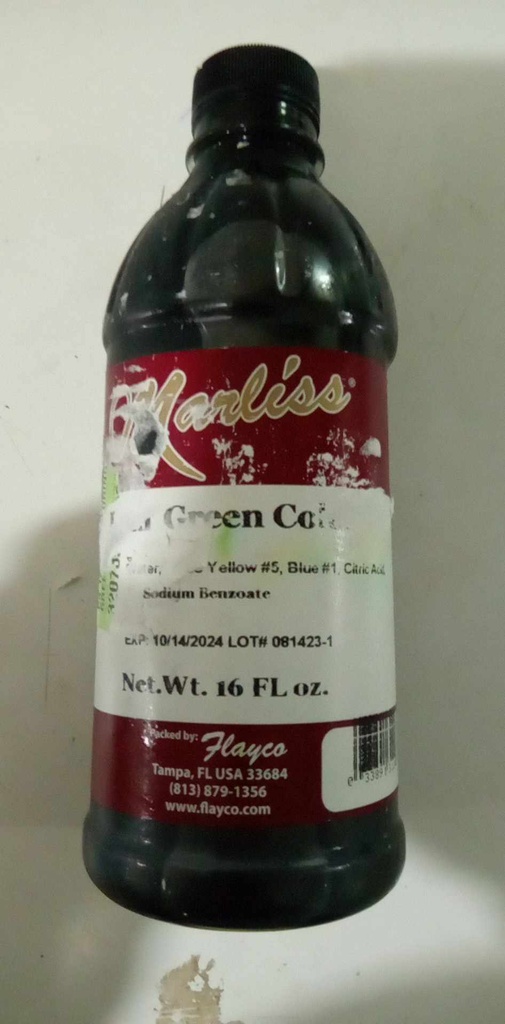 Marliss®
Green
Yellow #5, Blue #1, Citric Acid,
Sodium Benzoate
EXP: 10/14/2024 LOT# 081423-1
Net.Wt. 16 FL oz.
Packed by:
Flayco
Tampa, FL USA 33684
(813) 879-1356
www.flayco.com